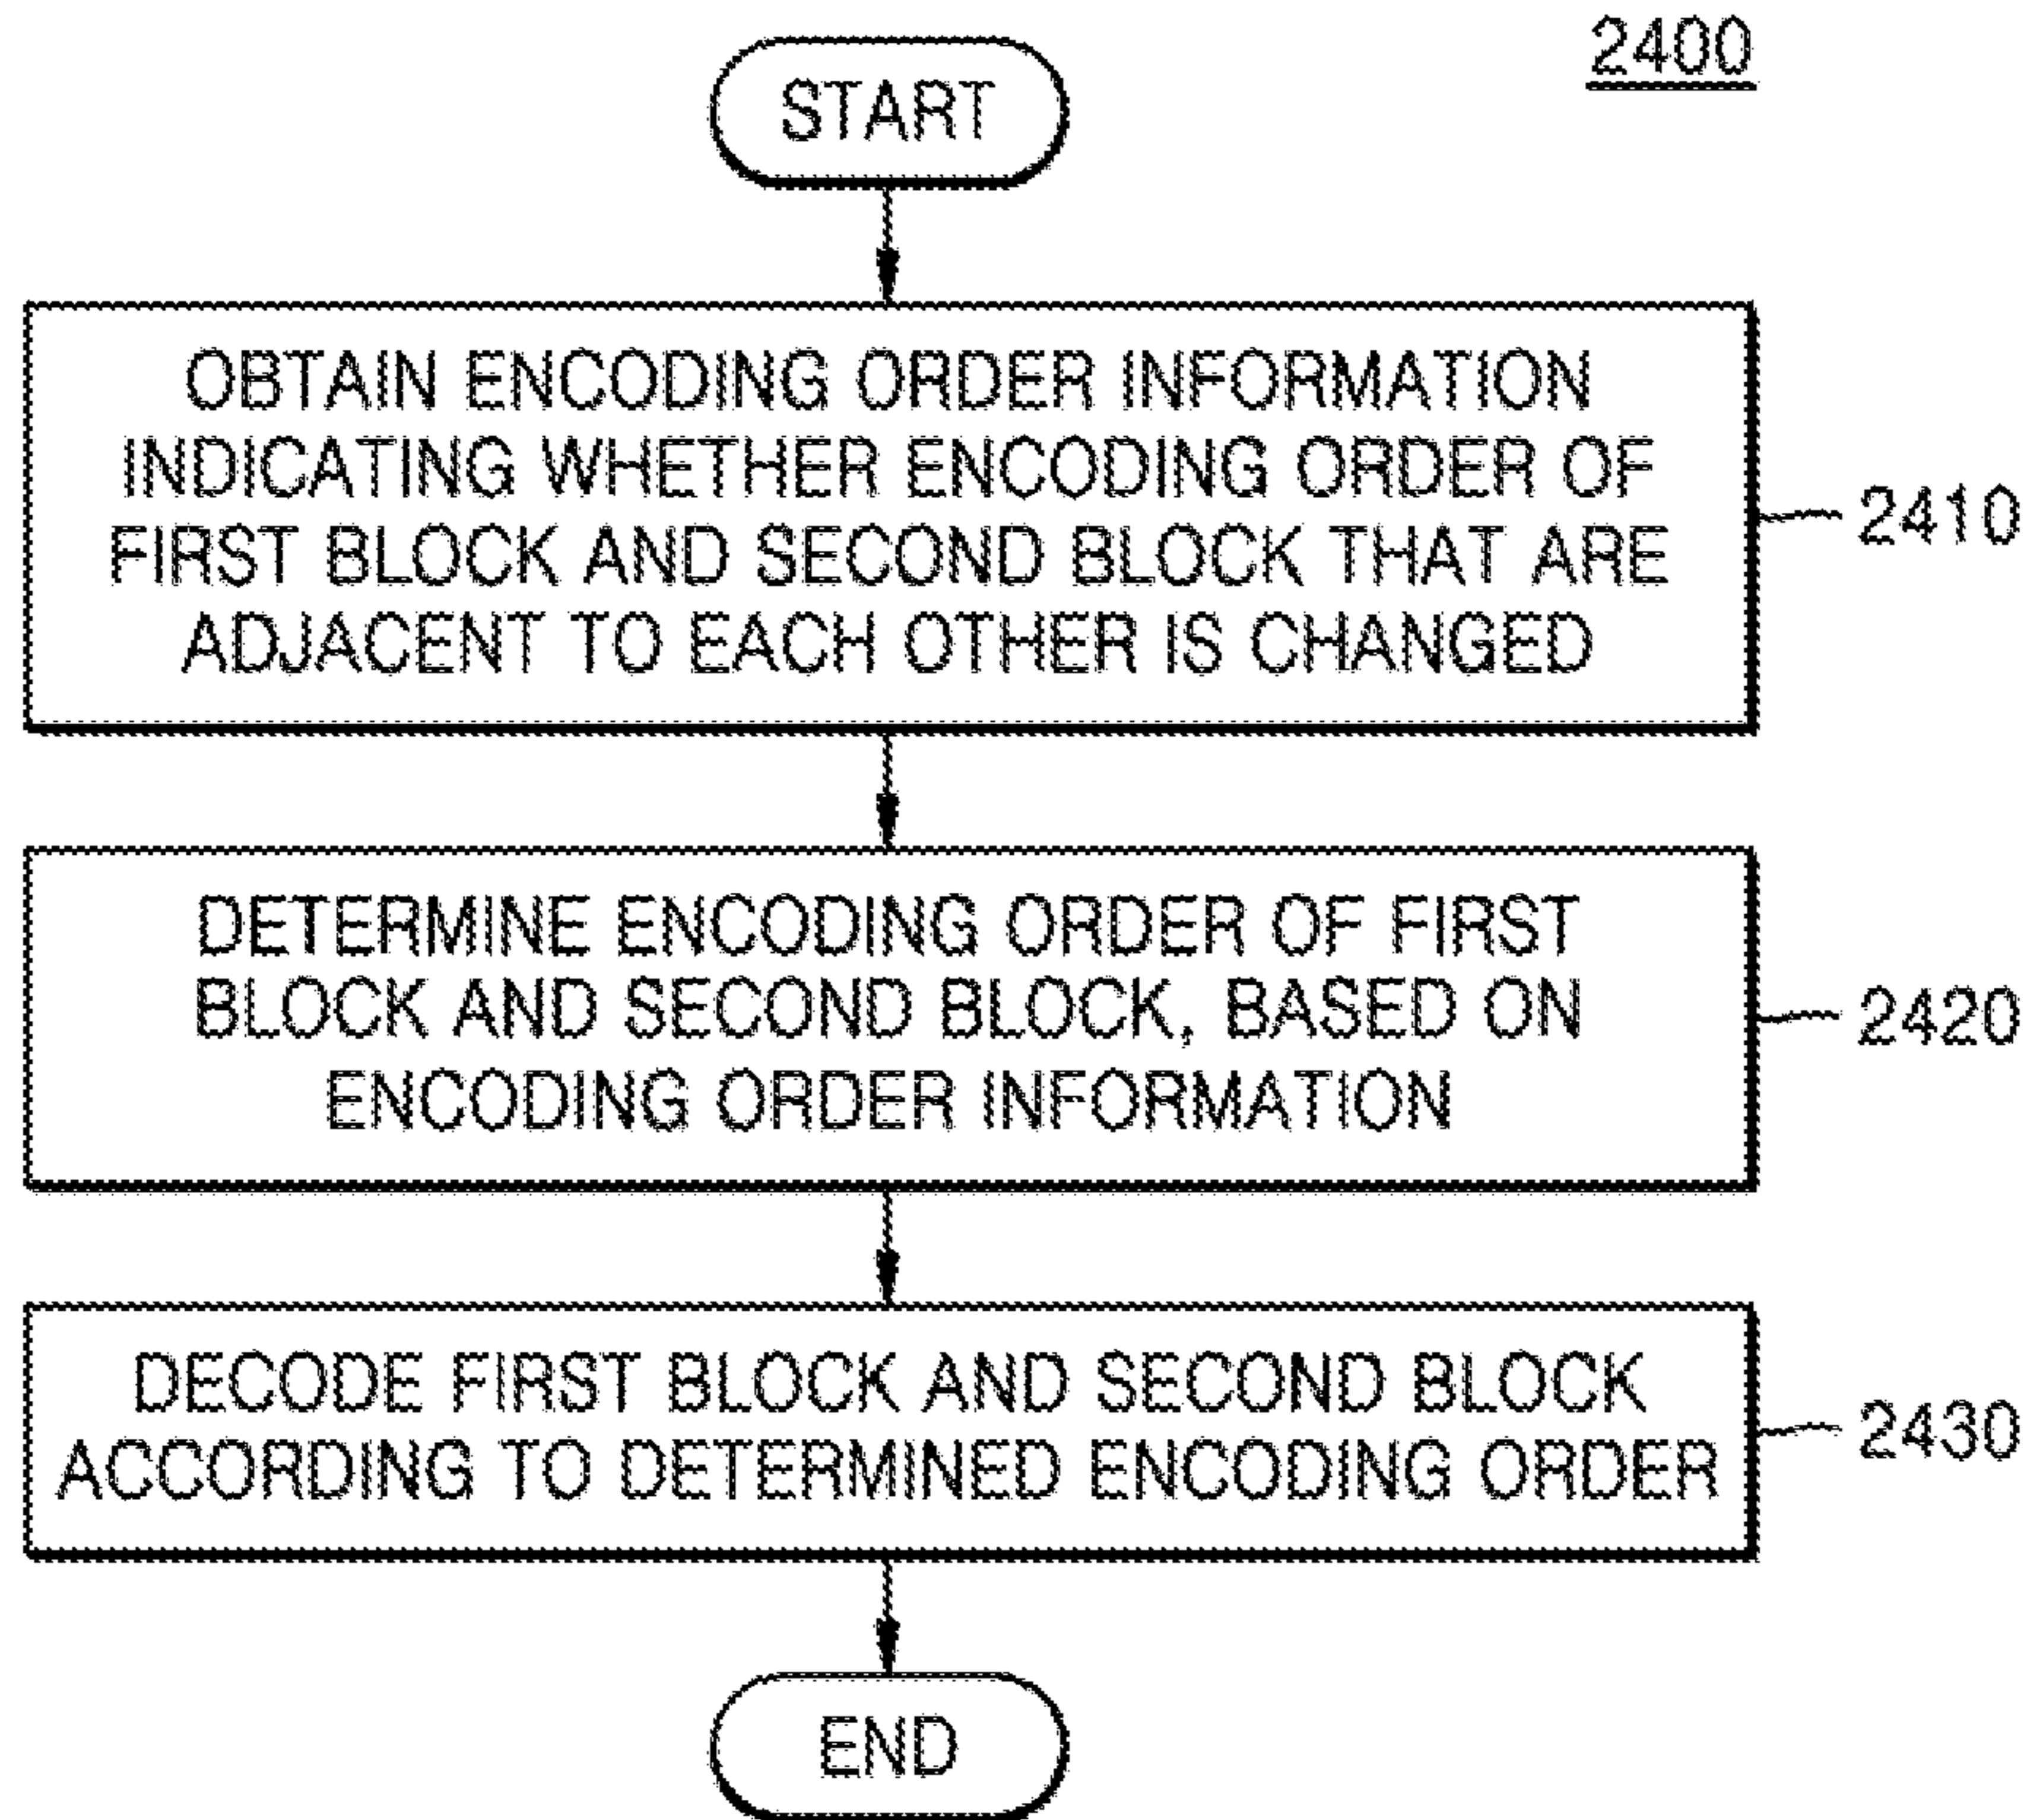 2400
START
OBTAIN ENCODING ORDER INFORMATION
INDICATING WHETHER ENCODING ORDER OF
FIRST BLOCK AND SECOND BLOCK THAT ARE
ADJACENT TO EACH OTHER IS CHANGED
2410
DETERMINE ENCODING ORDER OF FIRST
BLOCK AND SECOND BLOCK, BASED ON
ENCODING ORDER INFORMATION
2420
DECODE FIRST BLOCK AND SECOND BLOCK
ACCORDING TO DETERMINED ENCODING ORDER
2430
END